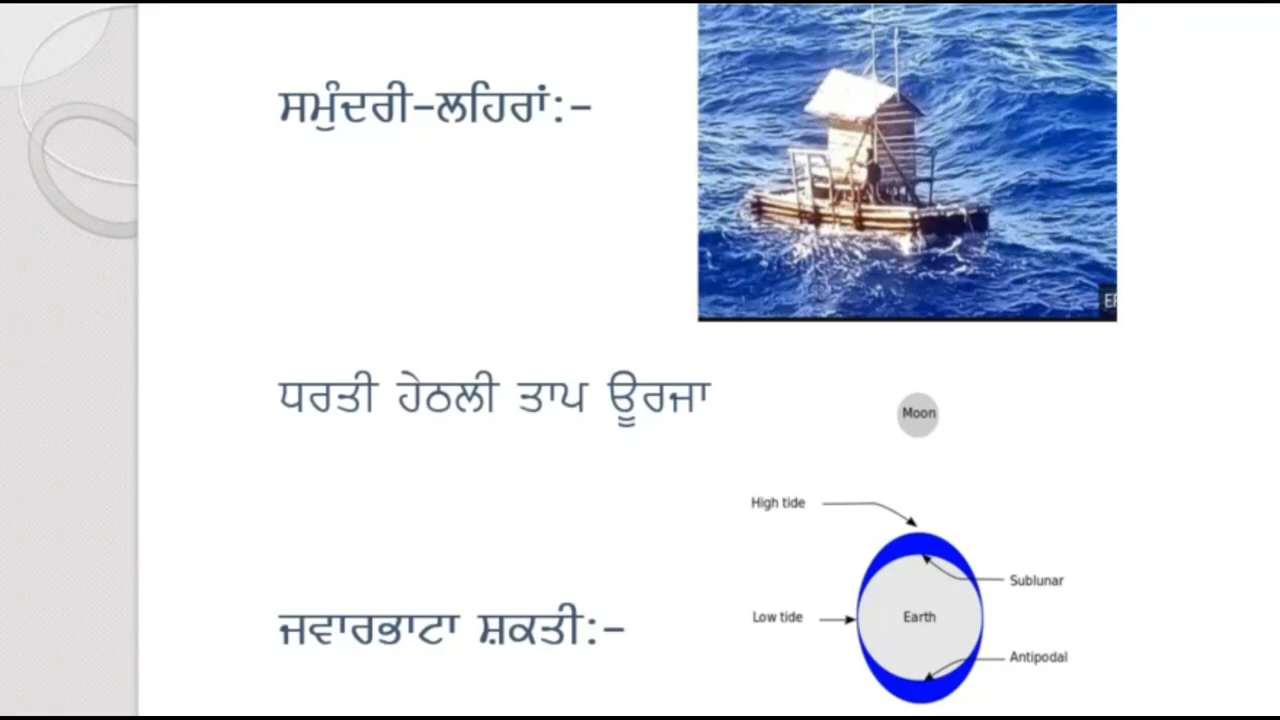 ਸਮੁੰਦਰੀ-ਲਹਿਰਾਂ:-
ਧਰਤੀ ਹੇਠਲੀ ਤਾਪ ਊਰਜਾ
Moon
High tide
Sublunar
Low tide
Earth
Antipodal
ਜਵਾਰਭਾਟਾ ਸ਼ਕਤੀ:-